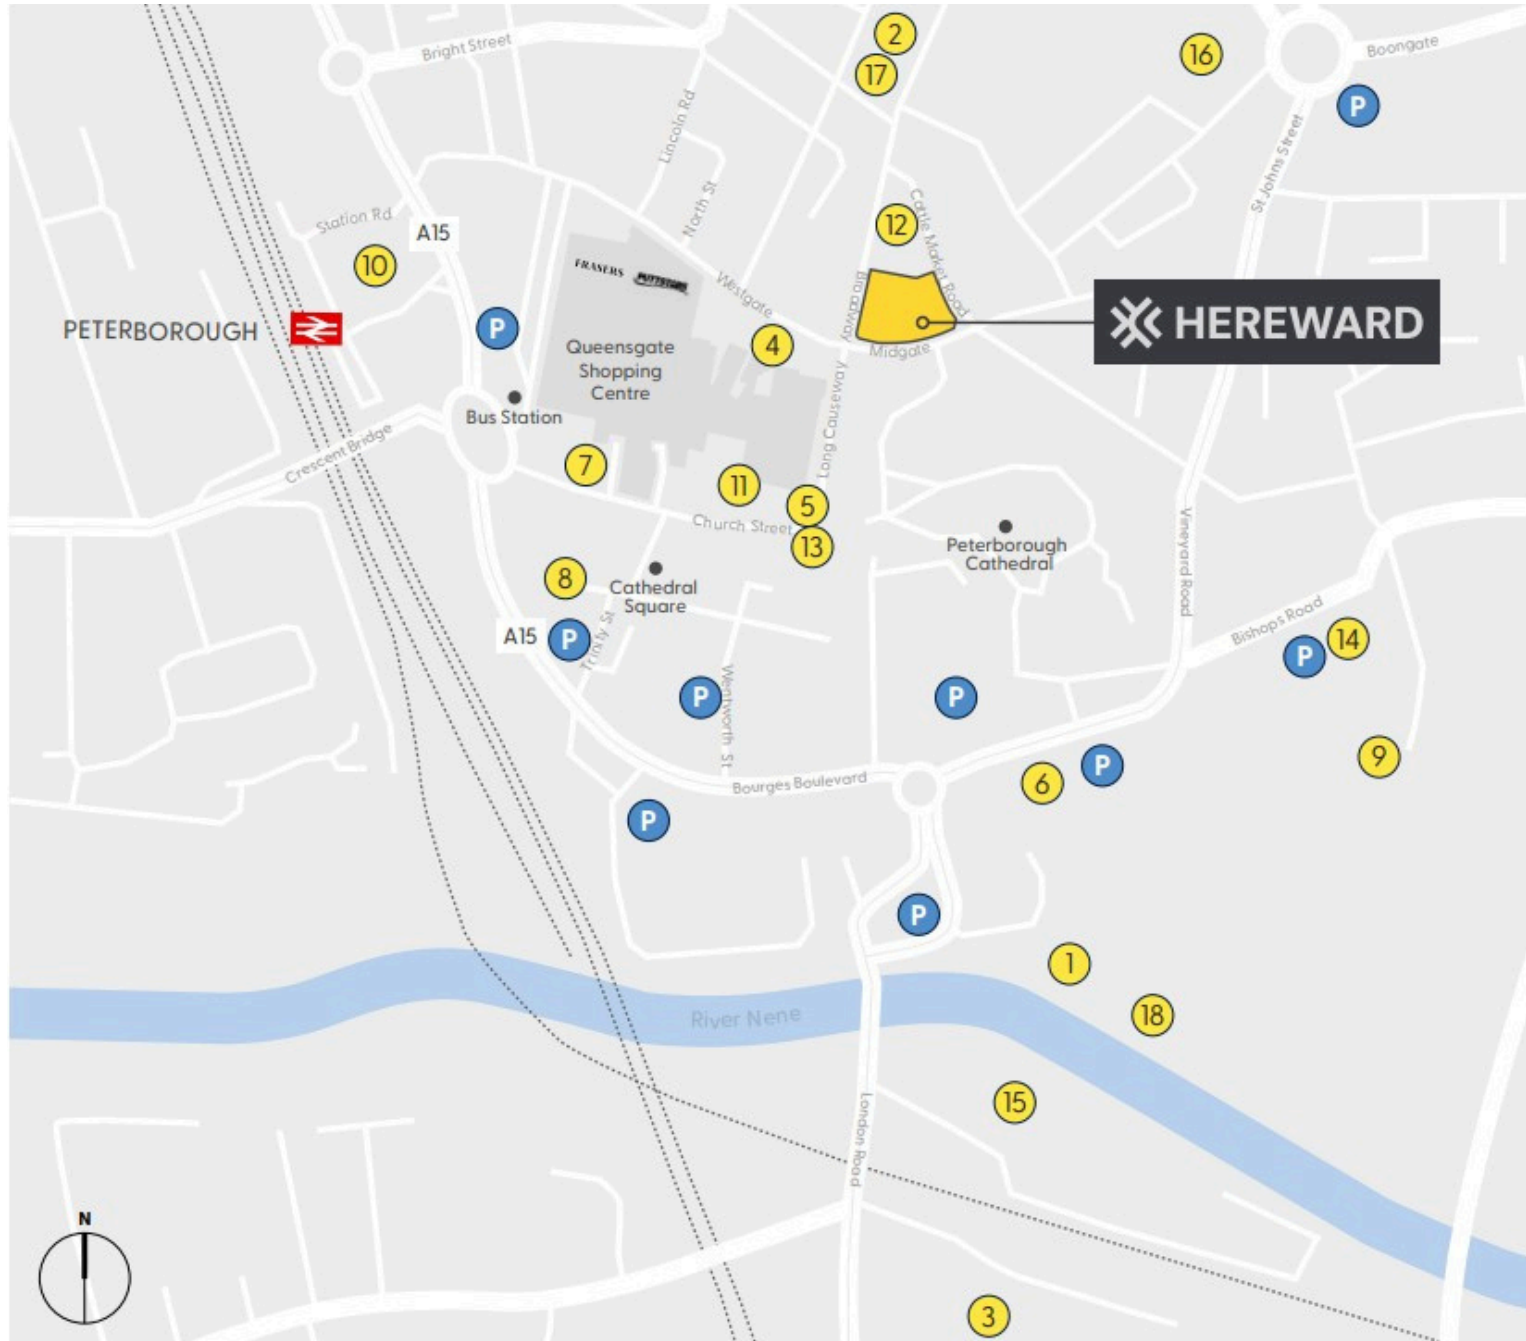 2
Bright Street
16
Boongate
17
P
Lincoln Rd
St Johns Street
North St
Station Rd
A15
12
Cattle Market Road
10
FRASERS
Westgate
Broadway
HEREWARD
PETERBOROUGH
P
4
Midgate
Queensgate
Shopping
Centre
Bus Station
Long Causeway
Crescent Bridge
7
11
5
Church Street
13
Peterborough
Cathedral
Vineyard Road
8
Cathedral
Square
A15
P
Trinity St
Bishops Road
14
P
P
Wentworth St
P
9
P
6
Bourges Boulevard
P
P
1
River Nene
18
15
London Road
N
3